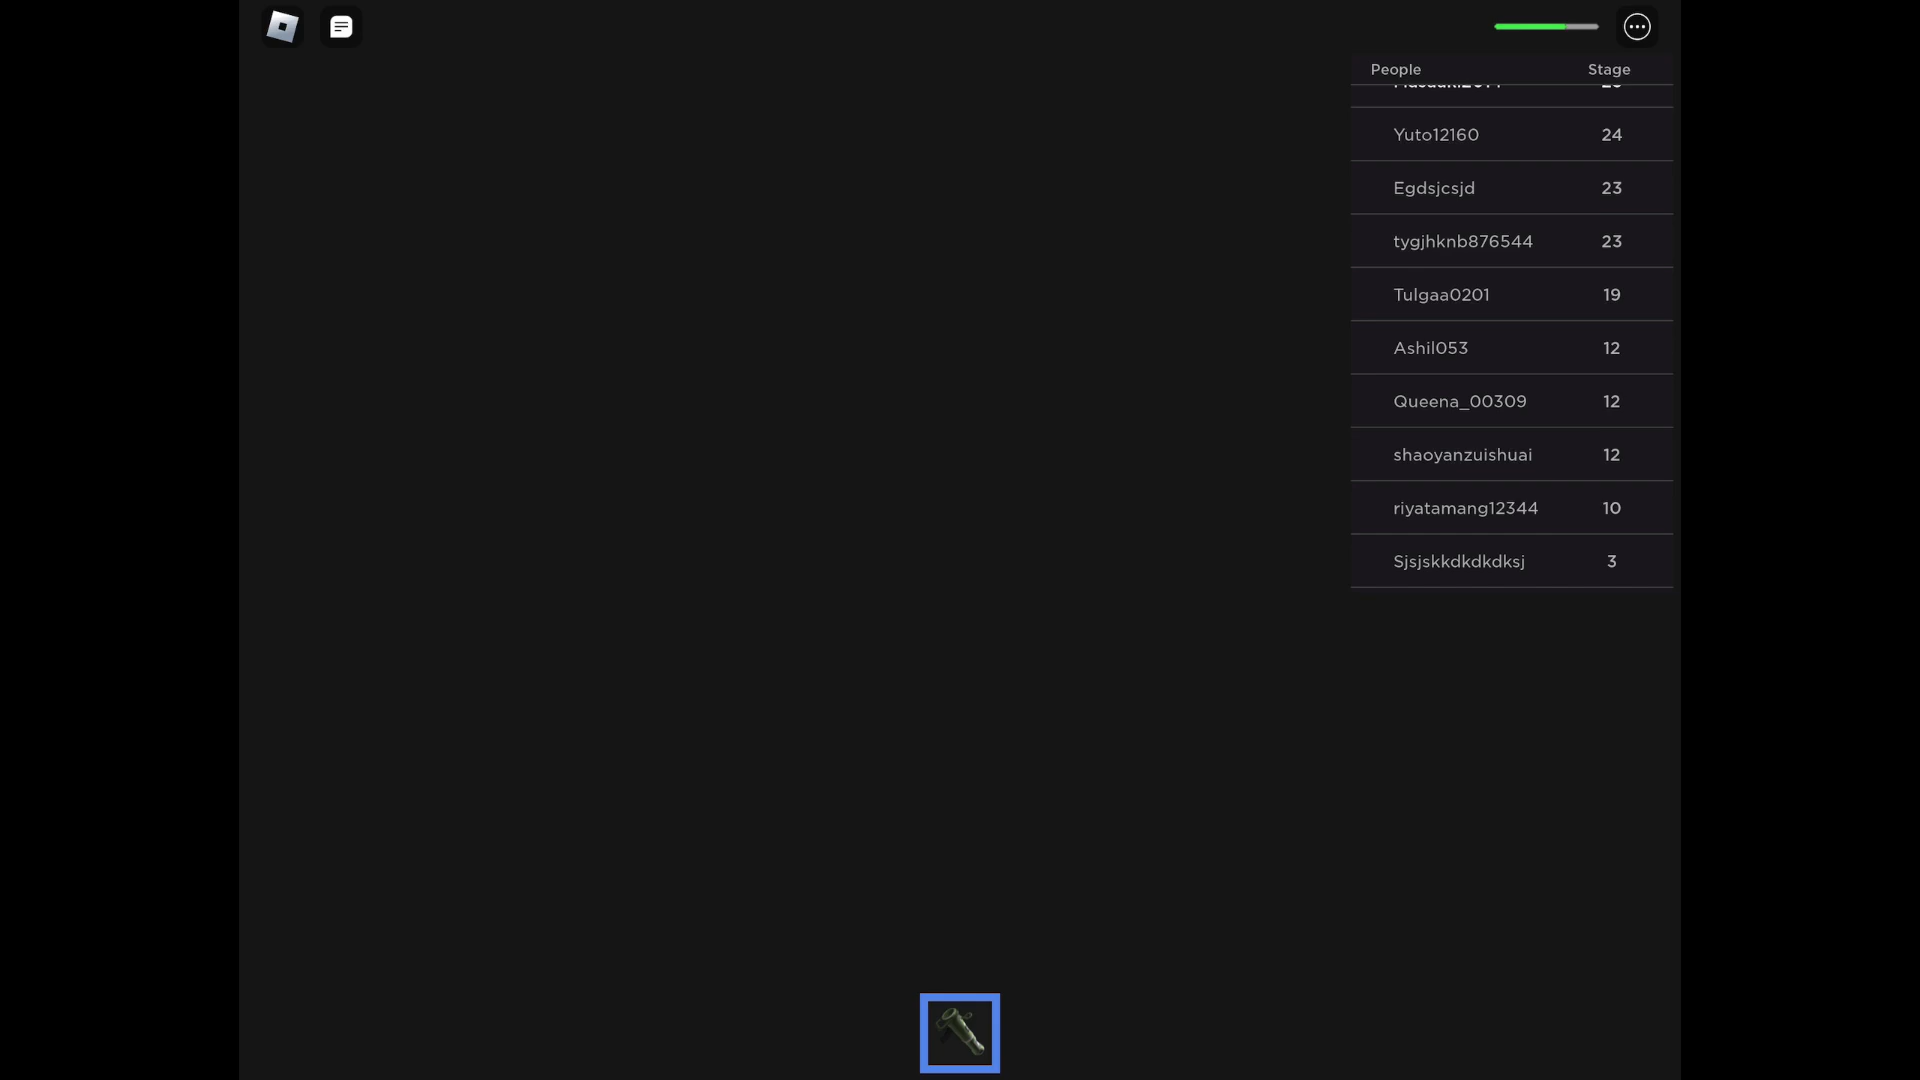 People Stage
Yuto12160 24
Egdsjcsjd 23
tygjhknb876544 23
Tulgaa0201 19
Ashil053 12
Queena_00309 12
shaoyanzuishuai 12
riyatamang12344 10
Sjsjskkdkdkdksj 3